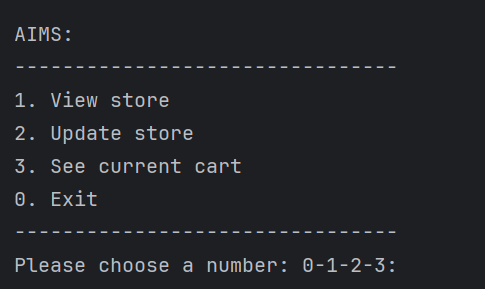 AIMS:
--------------------------------
1. View store
2. Update store
3. See current cart
0. Exit
--------------------------------
Please choose a number: 0-1-2-3: